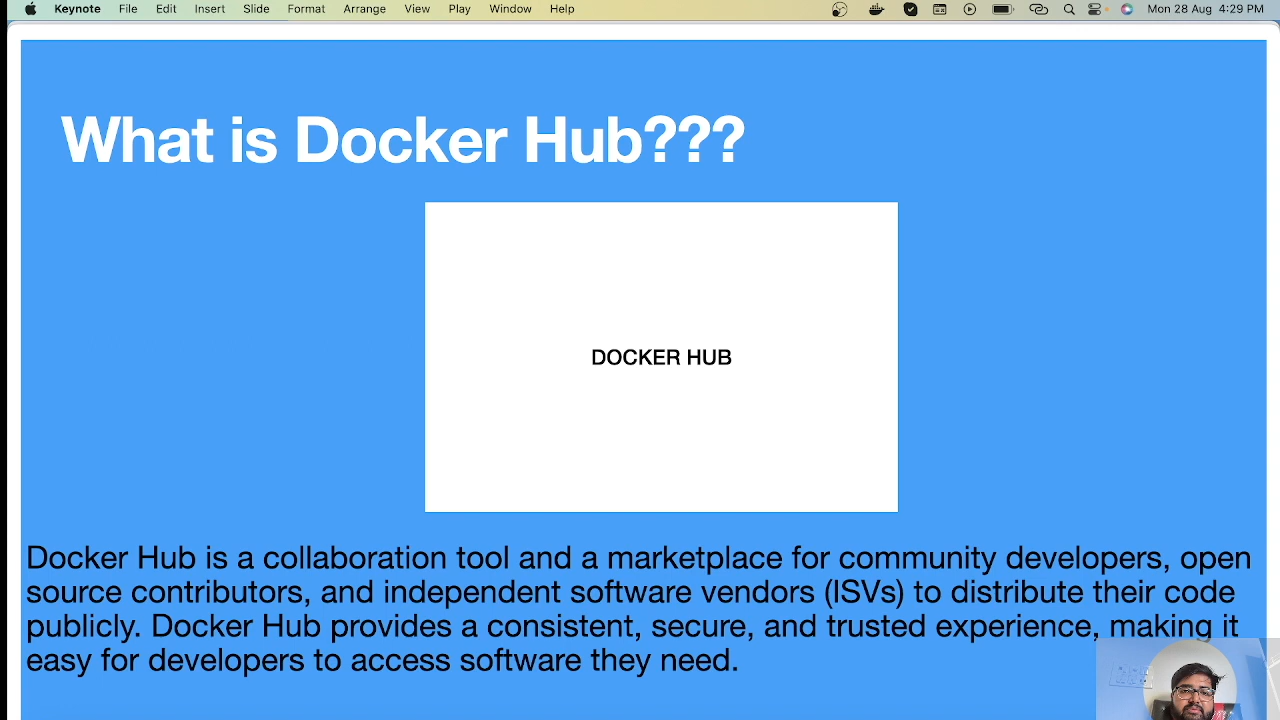 Keynote File Edit Insert Slide Format Arrange View Play Window Help Mon 28 Aug 4:29 PM
What is Docker Hub???
DOCKER HUB
Docker Hub is a collaboration tool and a marketplace for community developers, open
source contributors, and independent software vendors (ISVs) to distribute their code
publicly. Docker Hub provides a consistent, secure, and trusted experience, making it
easy for developers to access software they need.